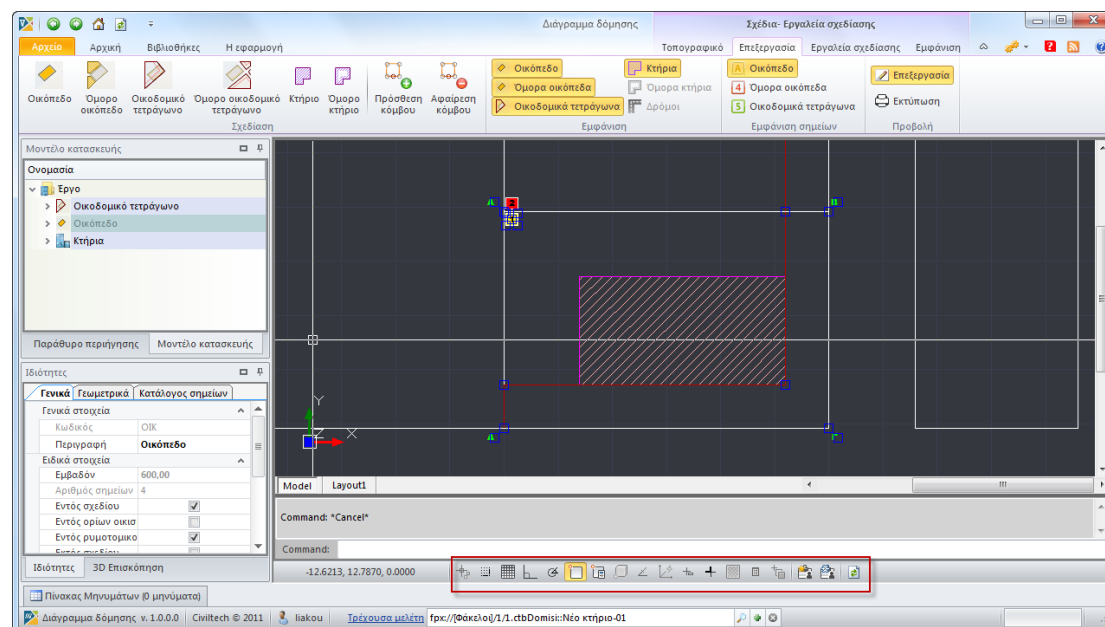 Διάγραμμα δόμησης
Σχέδια- Εργαλεία σχεδίασης
Αρχείο Αρχική Βιβλιοθήκες Η εφαρμογή Τοπογραφικό Επεξεργασία Εργαλεία σχεδίασης Εμφάνιση
Οικόπεδο
Όμορο οικόπεδο
Οικοδομικό τετράγωνο
Όμορο οικοδομικό τετράγωνο
Κτήριο
Όμορο κτήριο
Πρόσθεση κόμβου
Αφαίρεση κόμβου
Σχεδίαση
Οικόπεδο
Όμορα οικόπεδα
Οικοδομικά τετράγωνα
Κτήρια
Όμορα κτήρια
Δρόμοι
Εμφάνιση
A Οικόπεδο
4 Όμορα οικόπεδα
5 Οικοδομικά τετράγωνα
Εμφάνιση σημείων
Επεξεργασία
Εκτύπωση
Προβολή
Μοντέλο κατασκευής
Ονομασία
Έργο
Οικοδομικό τετράγωνο
Οικόπεδο
Κτήρια
Παράθυρο περιήγησης Μοντέλο κατασκευής
Ιδιότητες
Γενικά Γεωμετρικά Κατάλογος σημείων
Γενικά στοιχεία
Κωδικός ΟΙΚ
Περιγραφή Οικόπεδο
Ειδικά στοιχεία
Εμβαδόν 600,00
Αριθμός σημείων 4
Εντός σχεδίου
Εντός ορίων οικισ
Εντός ρυμοτομικο
Ιδιότητες 3D Επισκόπηση
2
Y
Z X
Model Layout1
Command: *Cancel*
Command:
-12.6213, 12.7870, 0.0000
Πίνακας Μηνυμάτων (0 μηνύματα)
Διάγραμμα δόμησης v. 1.0.0.0 Civiltech © 2011 liakou Τρέχουσα μελέτη fpx://[Φάκελοι]/1/1.ctbDomisi::Νέο κτήριο-01